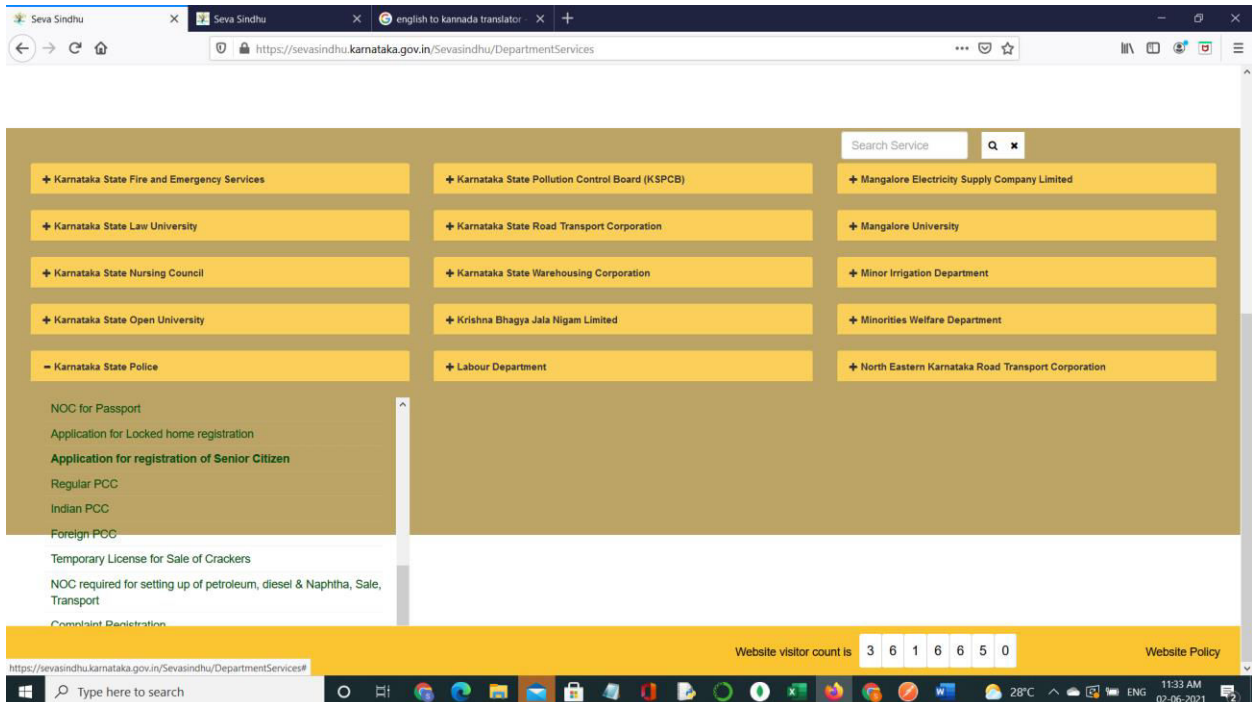 Seva Sindhu
Seva Sindhu
english to kannada translator -
https://sevasindhu.karnataka.gov.in/Sevasindhu/DepartmentServices
Search Service
Karnataka State Fire and Emergency Services
Karnataka State Pollution Control Board (KSPCB)
Mangalore Electricity Supply Company Limited
Karnataka State Law University
Karnataka State Road Transport Corporation
Mangalore University
Karnataka State Nursing Council
Karnataka State Warehousing Corporation
Minor Irrigation Department
Karnataka State Open University
Krishna Bhagya Jala Nigam Limited
Minorities Welfare Department
Karnataka State Police
Labour Department
North Eastern Karnataka Road Transport Corporation
NOC for Passport
Application for Locked home registration
Application for registration of Senior Citizen
Regular PCC
Indian PCC
Foreign PCC
Temporary License for Sale of Crackers
NOC required for setting up of petroleum, diesel & Naphtha, Sale,
Transport
Complaint Registration
Website visitor count is 3 6 1 6 6 5 0
Website Policy
https://sevasindhu.karnataka.gov.in/Sevasindhu/DepartmentServices#
Type here to search
28°C
ENG
11:33 AM
02-06-2021